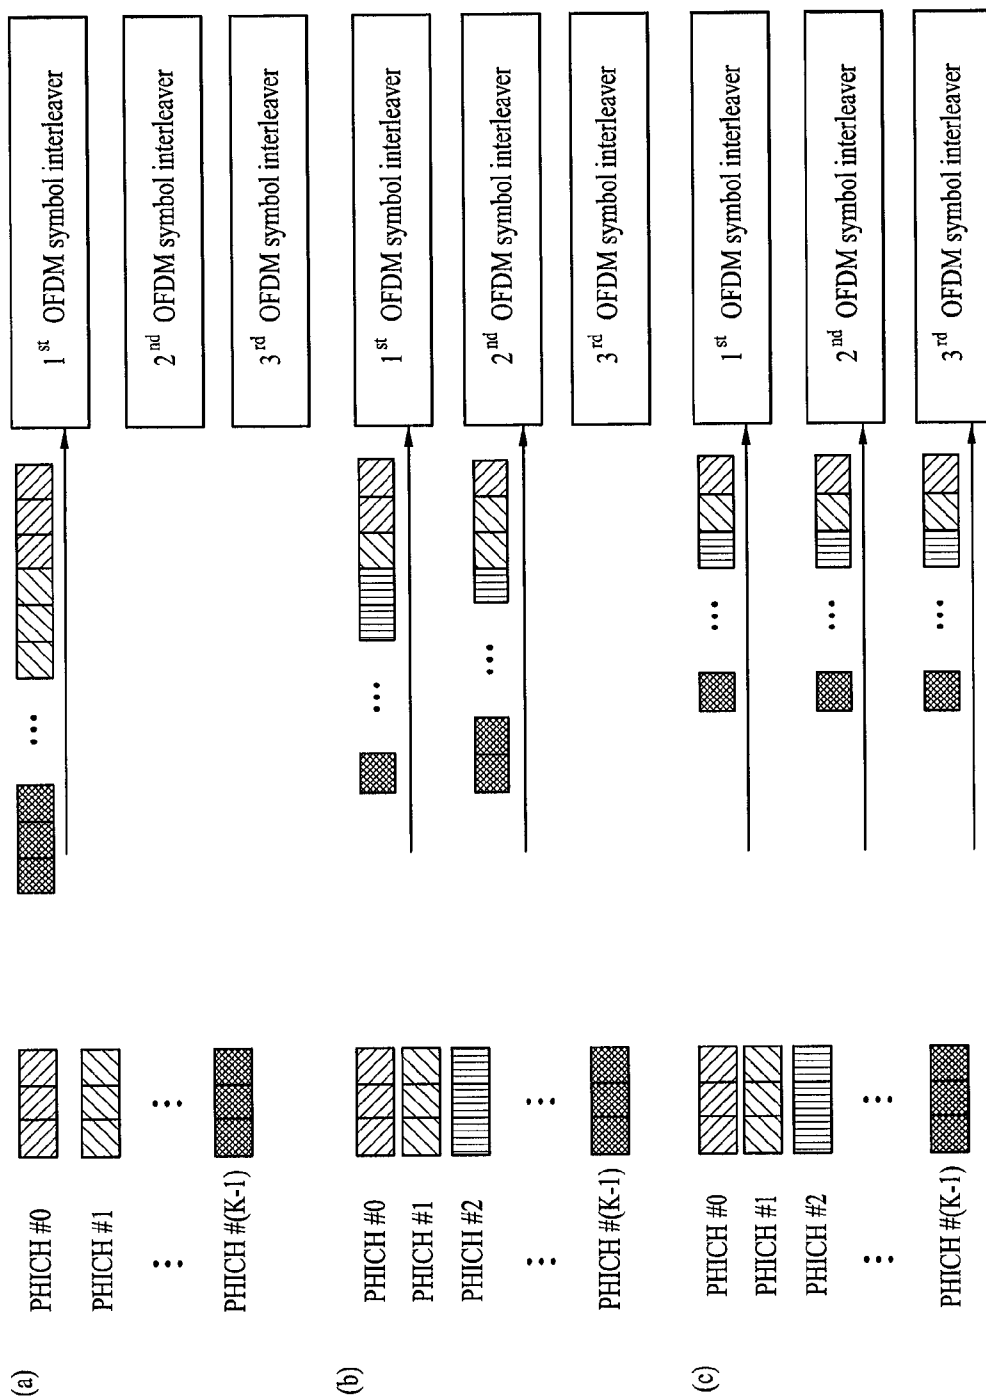 (a)
PHICH #0
PHICH #1
PHICH #(K-1)
1st OFDM symbol interleaver
2nd OFDM symbol interleaver
3rd OFDM symbol interleaver
(b)
PHICH #0
PHICH #1
PHICH #2
PHICH #(K-1)
1st OFDM symbol interleaver
2nd OFDM symbol interleaver
3rd OFDM symbol interleaver
(c)
PHICH #0
PHICH #1
PHICH #2
PHICH #(K-1)
1st OFDM symbol interleaver
2nd OFDM symbol interleaver
3rd OFDM symbol interleaver